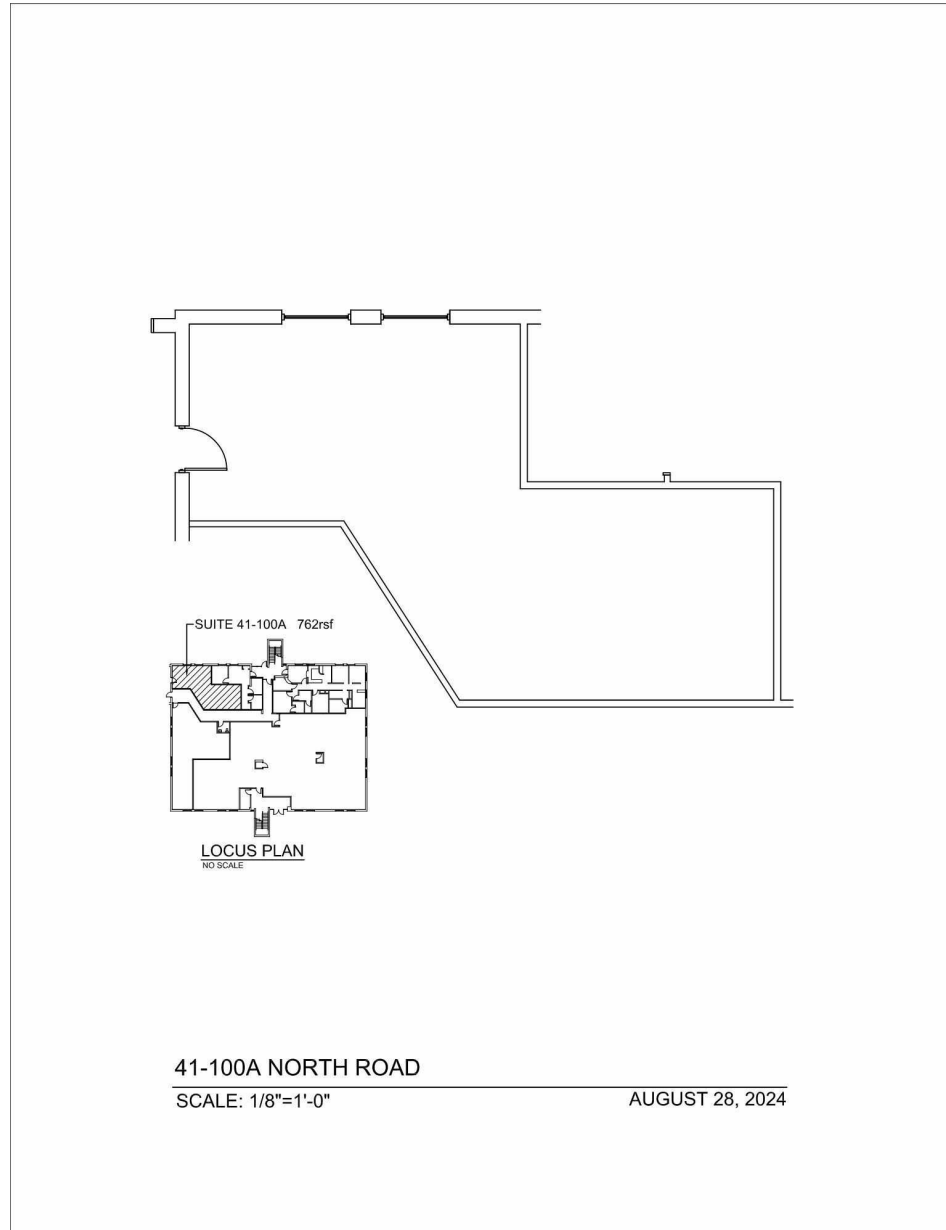 SUITE 41-100A 762rsf
LOCUS PLAN
NO SCALE
41-100A NORTH ROAD
SCALE: 1/8"=1'-0"
AUGUST 28, 2024